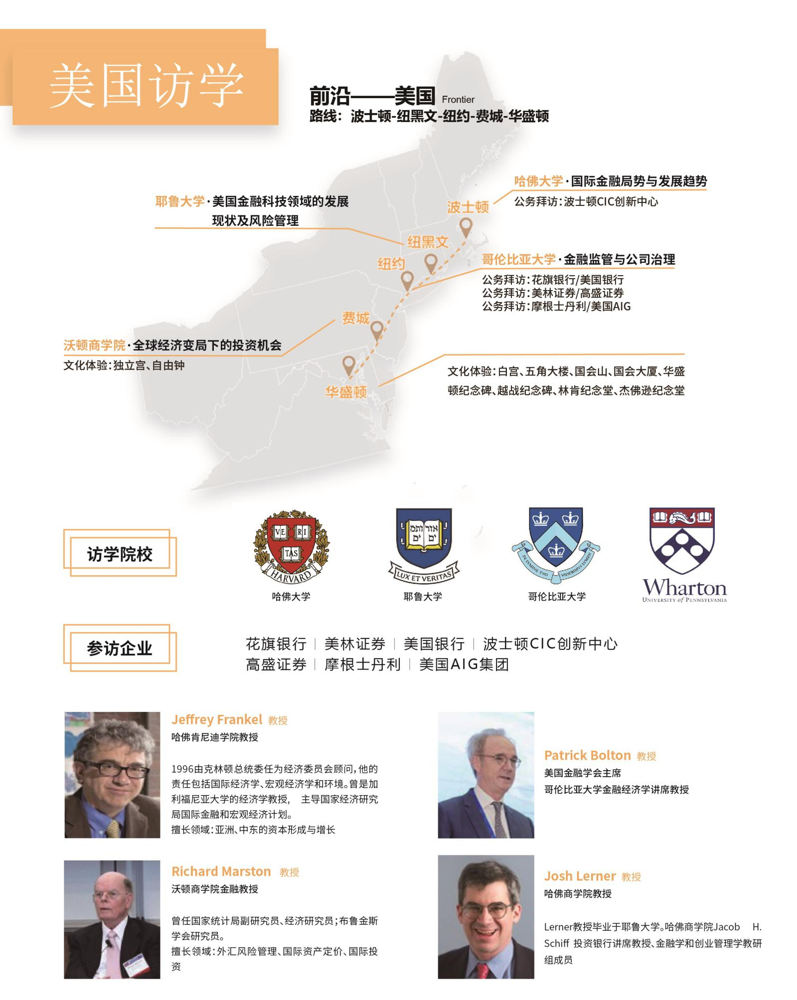 美国访学
前沿——美国 Frontier
路线：波士顿-纽黑文-纽约-费城-华盛顿
哈佛大学·国际金融局势与发展趋势
公务拜访：波士顿CIC创新中心
耶鲁大学·美国金融科技领域的发展
现状及风险管理
波士顿
纽黑文
纽约
哥伦比亚大学·金融监管与公司治理
公务拜访：花旗银行/美国银行
公务拜访：美林证券/高盛证券
公务拜访：摩根士丹利/美国AIG
费城
沃顿商学院·全球经济变局下的投资机会
文化体验：独立宫、自由钟
文化体验：白宫、五角大楼、国会山、国会大厦、华盛
顿纪念碑、越战纪念碑、林肯纪念堂、杰佛逊纪念堂
华盛顿
访学院校
VE RI
TAS
HARVARD
哈佛大学
אורותמ
ים ים
LUX ET VERITAS
耶鲁大学
IN LVMINE TVO VIDEBIMVS LVMEN
哥伦比亚大学
Wharton
UNIVERSITY of PENNSYLVANIA
参访企业
花旗银行 | 美林证券 | 美国银行 | 波士顿CIC创新中心
高盛证券 | 摩根士丹利 | 美国AIG集团
Jeffrey Frankel 教授
哈佛肯尼迪学院教授
1996由克林顿总统委任为经济委员会顾问，他的
责任包括国际经济学、宏观经济学和环境。曾是加
利福尼亚大学的经济学教授， 主导国家经济研究
局国际金融和宏观经济计划。
擅长领域：亚洲、中东的资本形成与增长
Patrick Bolton 教授
美国金融学会主席
哥伦比亚大学金融经济学讲席教授
Richard Marston 教授
沃顿商学院金融教授
曾任国家统计局副研究员、经济研究员；布鲁金斯
学会研究员。
擅长领域：外汇风险管理、国际资产定价、国际投
资
Josh Lerner 教授
哈佛商学院教授
Lerner教授毕业于耶鲁大学。哈佛商学院Jacob H.
Schiff 投资银行讲席教授、金融学和创业管理学教研
组成员